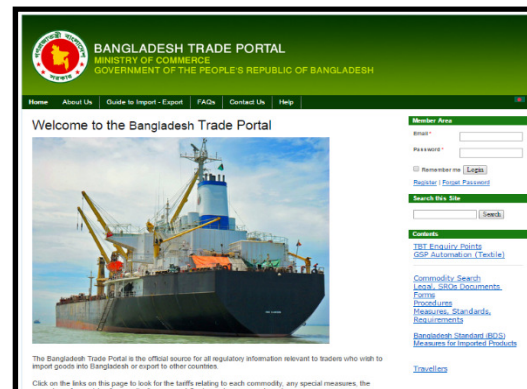 BANGLADESH TRADE PORTAL
MINISTRY OF COMMERCE
GOVERNMENT OF THE PEOPLE'S REPUBLIC OF BANGLADESH
Home About Us Guide to Import - Export FAQs Contact Us Help
Welcome to the Bangladesh Trade Portal
The Bangladesh Trade Portal is the official source for all regulatory information relevant to traders who wish to
import goods into Bangladesh or export to other countries.
Click on the links on this page to look for the tariffs relating to each commodity, any special measures, the
Member Area
Email *
Password *
Remember me Login
Register | Forget Password
Search this Site
Search
Contents
TBT Enquiry Points
GSP Automation (Textile)
Commodity Search
Legal, SROs Documents,
Forms
Procedures
Measures, Standards,
Requirements
Bangladesh Standard (BDS)
Measures for Imported Products
Travellers